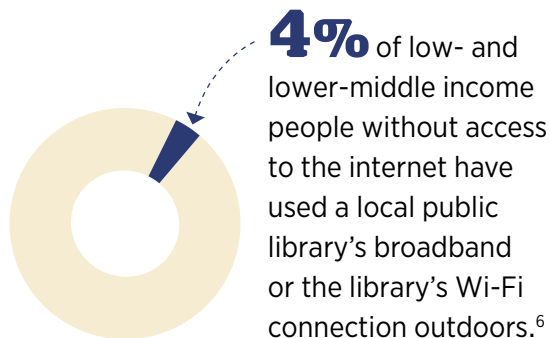 4% of low- and
lower-middle income
people without access
to the internet have
used a local public
library’s broadband
or the library’s Wi-Fi
connection outdoors.6